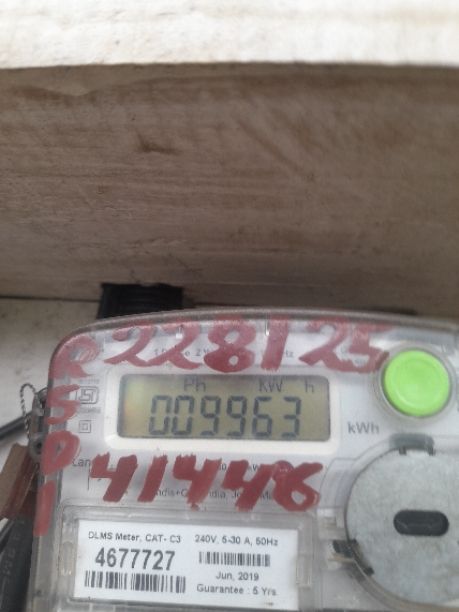 228125
Ph KW h
009963
kWh
41448
DLMS Meter, CAT- C3 240V, 5-30 A, 50Hz
4677727
Jun, 2019
Guarantee : 5 Yrs.